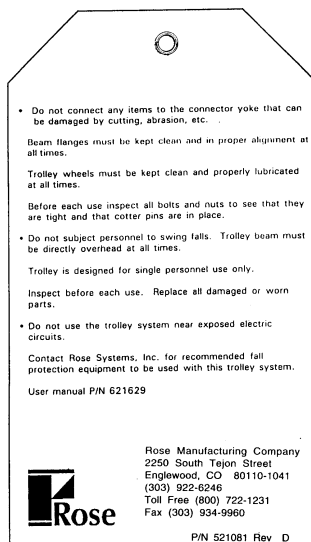 • Do not connect any items to the connector yoke that can
be damaged by cutting, abrasion, etc.
Beam flanges must be kept clean and in proper alignment at
all times.
Trolley wheels must be kept clean and properly lubricated
at all times.
Before each use inspect all bolts and nuts to see that they
are tight and that cotter pins are in place.
• Do not subject personnel to swing falls. Trolley beam must
be directly overhead at all times.
Trolley is designed for single personnel use only.
Inspect before each use. Replace all damaged or worn
parts.
• Do not use the trolley system near exposed electric
circuits.
Contact Rose Systems, Inc. for recommended fall
protection equipment to be used with this trolley system.
User manual P/N 621629
Rose Manufacturing Company
2250 South Tejon Street
Englewood, CO 80110-1041
(303) 922-6246
Toll Free (800) 722-1231
Fax (303) 934-9960
Rose
P/N 521081 Rev D